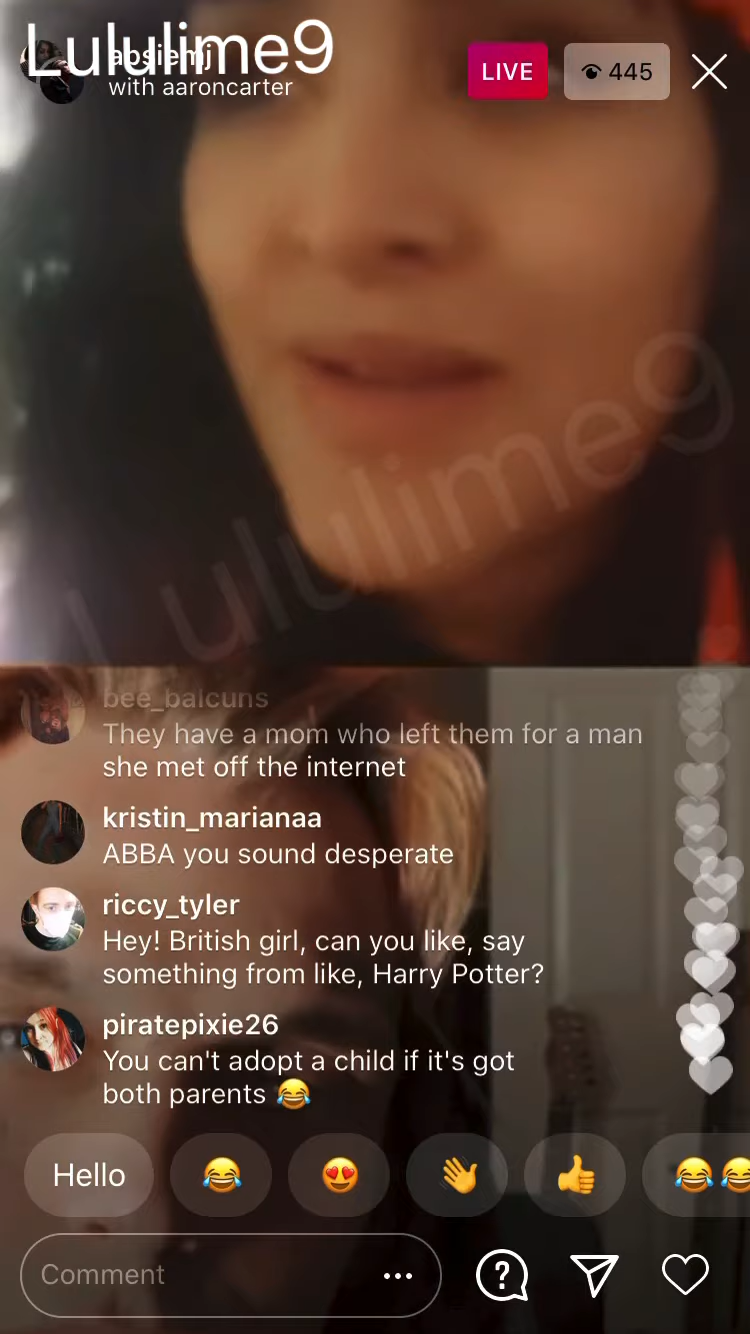 Lululime9
with aaroncarter
LIVE
445
Lululime9
bee_balcuns
They have a mom who left them for a man
she met off the internet
kristin_marianaa
ABBA you sound desperate
riccy_tyler
Hey! British girl, can you like, say
something from like, Harry Potter?
piratepixie26
You can't adopt a child if it's got
both parents 😂
Hello
Comment